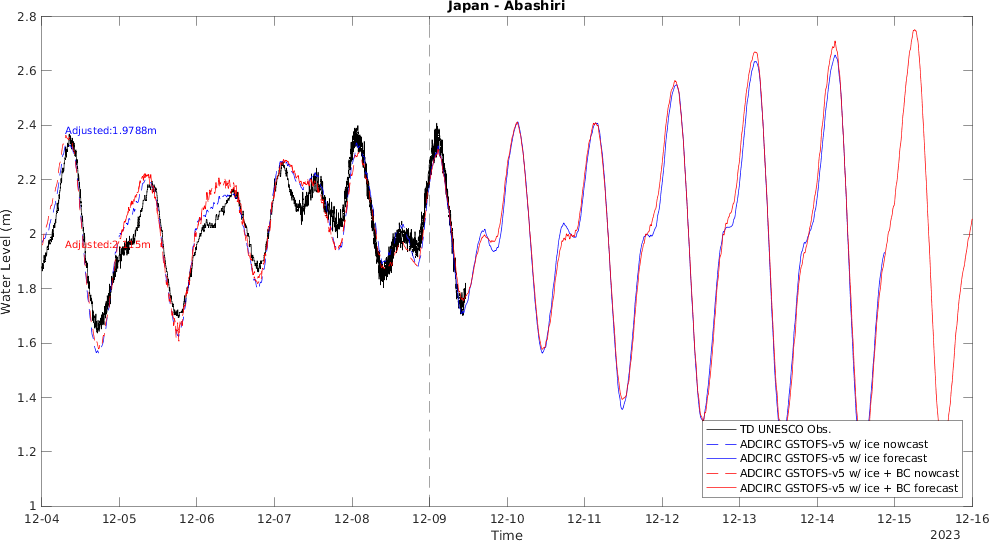 Japan - Abashiri
2.8
2.6
2.4
2.2
2
1.8
1.6
1.4
1.2
1
Water Level (m)
Adjusted:1.9788m
TD UNESCO Obs.
ADCIRC GSTOFS-v5 w/ ice nowcast
ADCIRC GSTOFS-v5 w/ ice forecast
ADCIRC GSTOFS-v5 w/ ice + BC nowcast
ADCIRC GSTOFS-v5 w/ ice + BC forecast
12-04 12-05 12-06 12-07 12-08 12-09 12-10 12-11 12-12 12-13 12-14 12-15 12-16
Time
2023